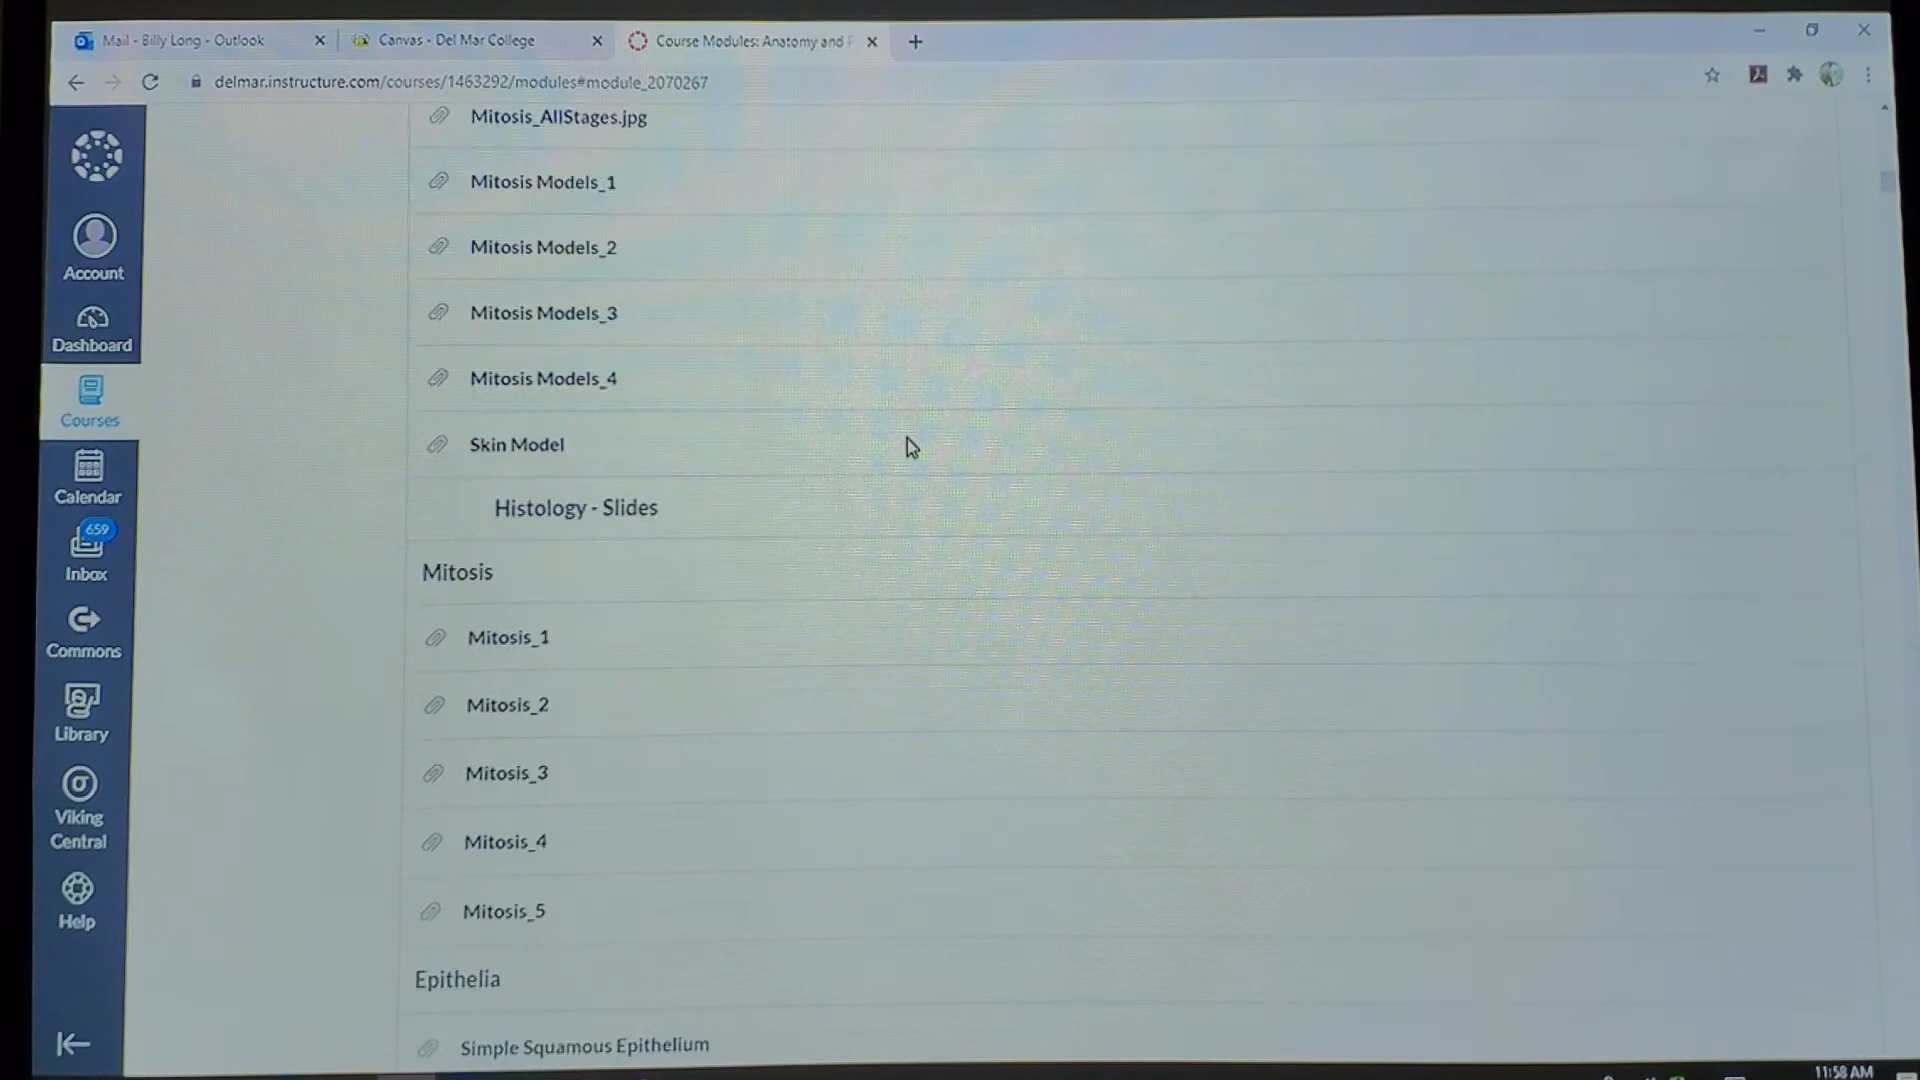 Mail - Billy Long - Outlook
Canvas - Del Mar College
Course Modules: Anatomy and
delmar.instructure.com/courses/1463292/modules#module_2070267
Account
Dashboard
Courses
Calendar
659
Inbox
Commons
Library
Viking
Central
Help
Mitosis_AllStages.jpg
Mitosis Models_1
Mitosis Models_2
Mitosis Models_3
Mitosis Models_4
Skin Model
Histology - Slides
Mitosis
Mitosis_1
Mitosis_2
Mitosis_3
Mitosis_4
Mitosis_5
Epithelia
Simple Squamous Epithelium
11:58 AM